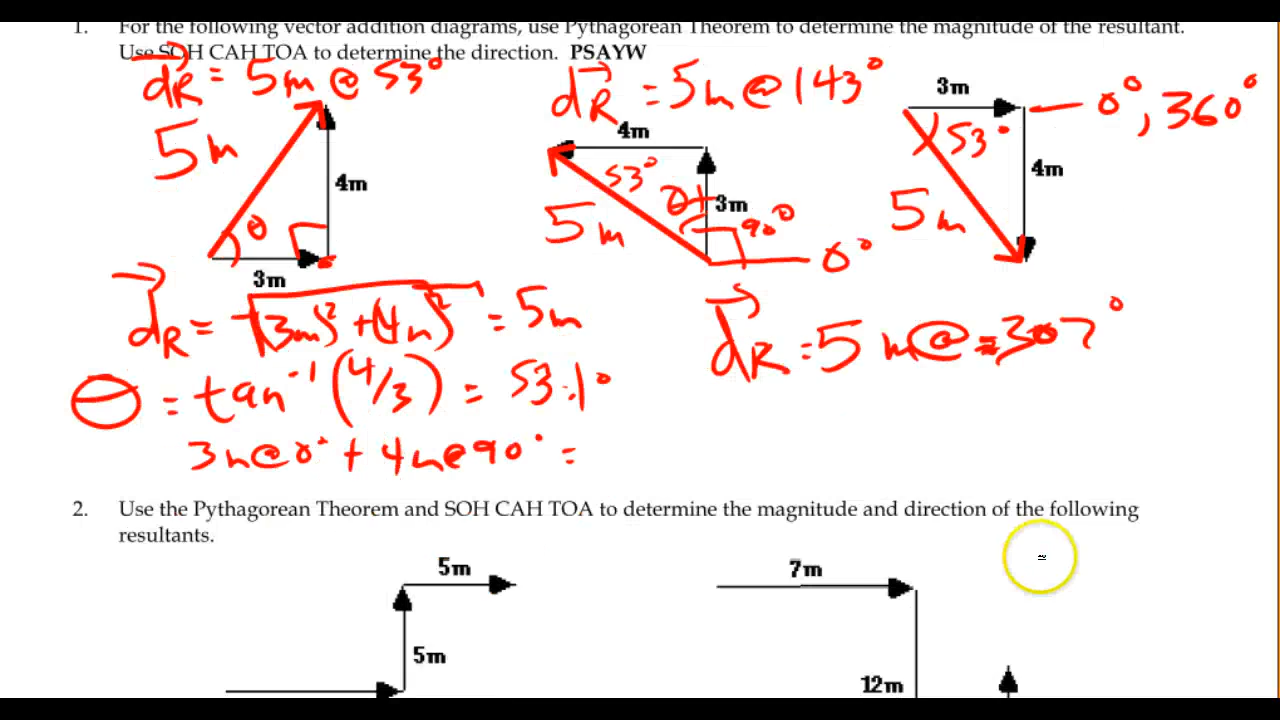 1. For the following vector addition diagrams, use Pythagorean Theorem to determine the magnitude of the resultant.
Use SOH CAH TOA to determine the direction. PSAYW
dR = 5m @ 53°
dR = 5m @ 143°
3m
0°, 360°
5m
4m
θ
3m
4m
53°
θ
3m
90°
5m
0°
53°
4m
5m
dR = √(3m)² + (4m)² = 5m
θ = tan⁻¹(4/3) = 53.1°
3m@0° + 4m@90° =
dR = 5m@=307°
2. Use the Pythagorean Theorem and SOH CAH TOA to determine the magnitude and direction of the following
resultants.
5m
5m
7m
12m